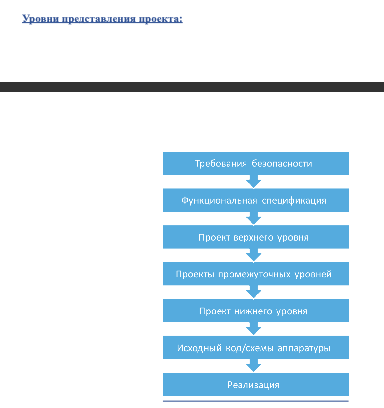 Уровни представления проекта:
Требования безопасности
Функциональная спецификация
Проект верхнего уровня
Проекты промежуточных уровней
Проект нижнего уровня
Исходный код/схемы аппаратуры
Реализация